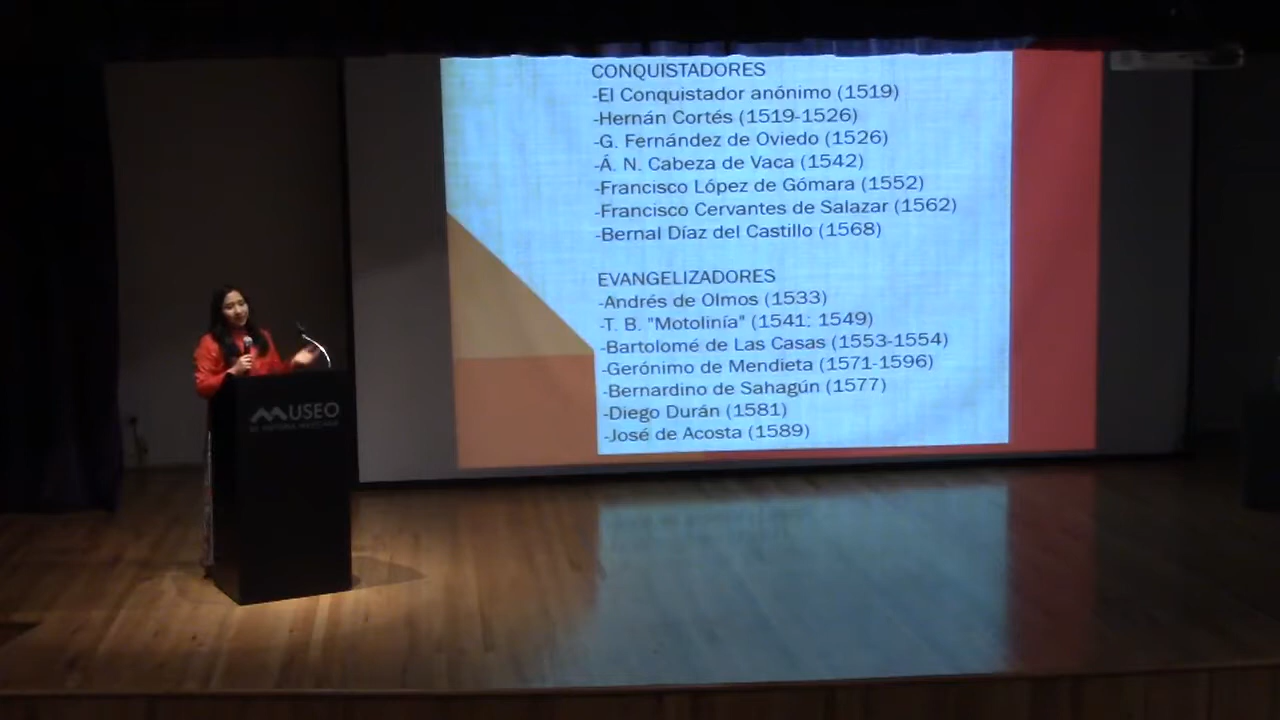 CONQUISTADORES
-El Conquistador anónimo (1519)
-Hernán Cortés (1519-1526)
-G. Fernández de Oviedo (1526)
-Á. N. Cabeza de Vaca (1542)
-Francisco López de Gómara (1552)
-Francisco Cervantes de Salazar (1562)
-Bernal Díaz del Castillo (1568)
EVANGELIZADORES
-Andrés de Olmos (1533)
-T. B. "Motolinía" (1541; 1549)
-Bartolomé de Las Casas (1553-1554)
-Gerónimo de Mendieta (1571-1596)
-Bernardino de Sahagún (1577)
-Diego Durán (1581)
-José de Acosta (1589)
MUSEO
DE HISTORIA MEXICANA